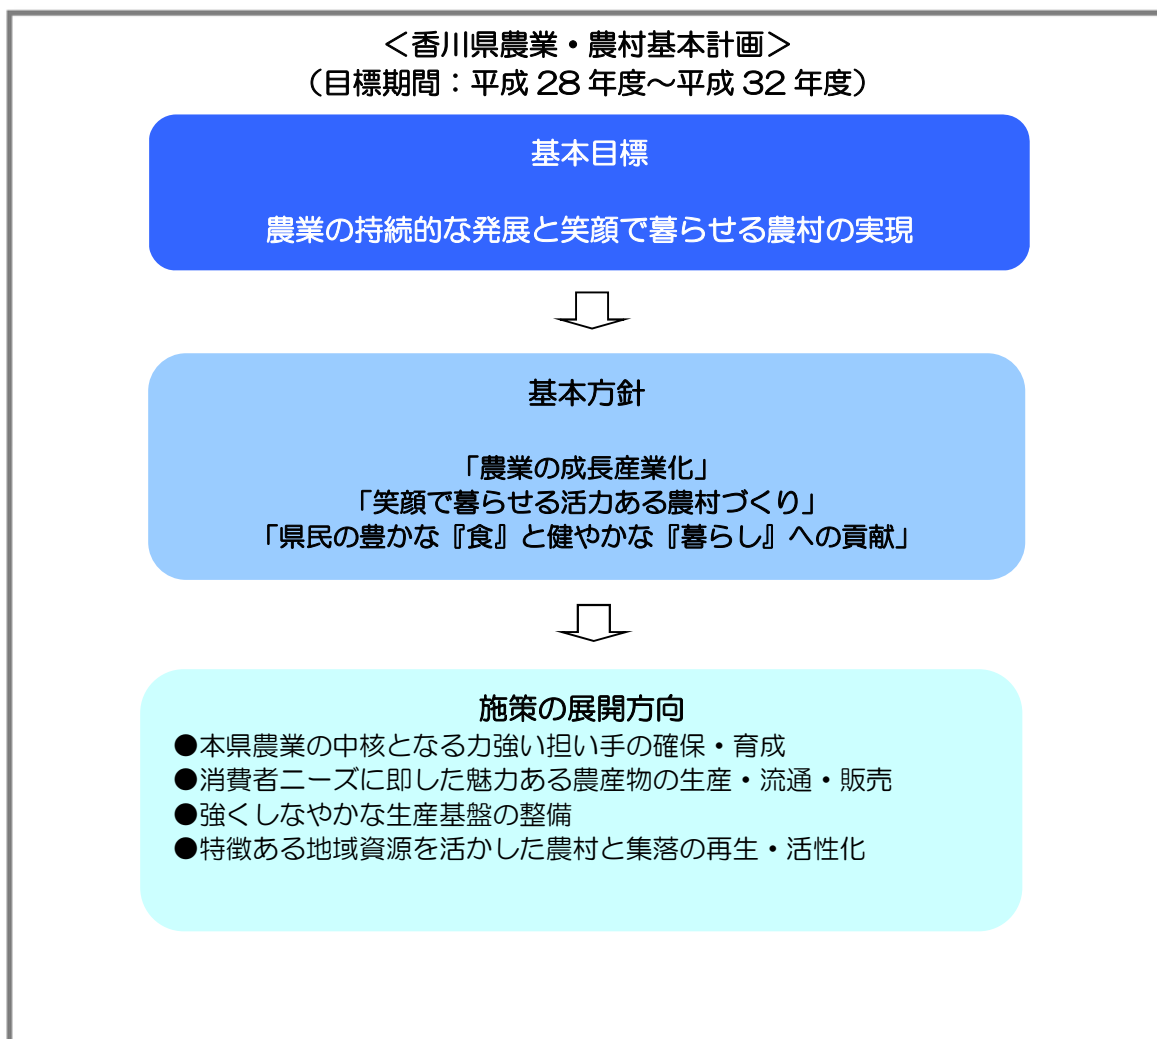 ＜香川県農業・農村基本計画＞
（目標期間：平成 28 年度～平成 32 年度）
基本目標
農業の持続的な発展と笑顔で暮らせる農村の実現
基本方針
「農業の成長産業化」
「笑顔で暮らせる活力ある農村づくり」
「県民の豊かな『食』と健やかな『暮らし』への貢献」
施策の展開方向
●本県農業の中核となる力強い担い手の確保・育成
●消費者ニーズに即した魅力ある農産物の生産・流通・販売
●強くしなやかな生産基盤の整備
●特徴ある地域資源を活かした農村と集落の再生・活性化